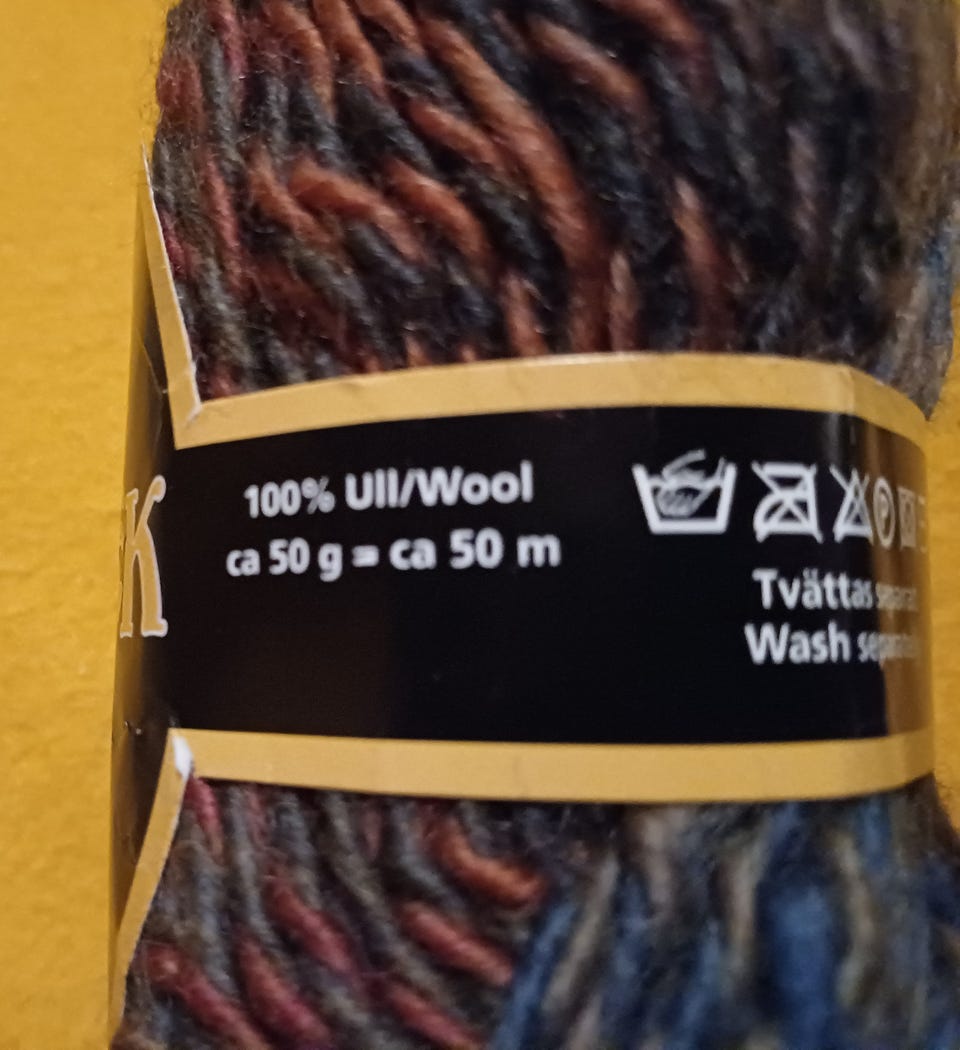 K
100% Ull/Wool
ca 50 g = ca 50 m
Tvättas
Wash